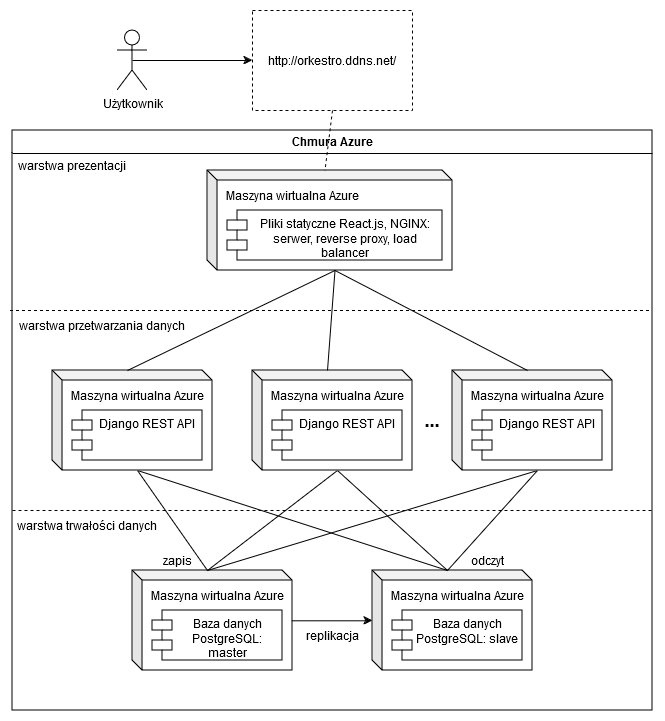 http://orkestro.ddns.net/
Użytkownik
Chmura Azure
warstwa prezentacji
Maszyna wirtualna Azure
Pliki statyczne React.js, NGINX:
serwer, reverse proxy, load
balancer
warstwa przetwarzania danych
Maszyna wirtualna Azure
Django REST API
Maszyna wirtualna Azure
Django REST API
...
Maszyna wirtualna Azure
Django REST API
warstwa trwałości danych
zapis
odczyt
Maszyna wirtualna Azure
Baza danych
PostgreSQL:
master
replikacja
Maszyna wirtualna Azure
Baza danych
PostgreSQL: slave